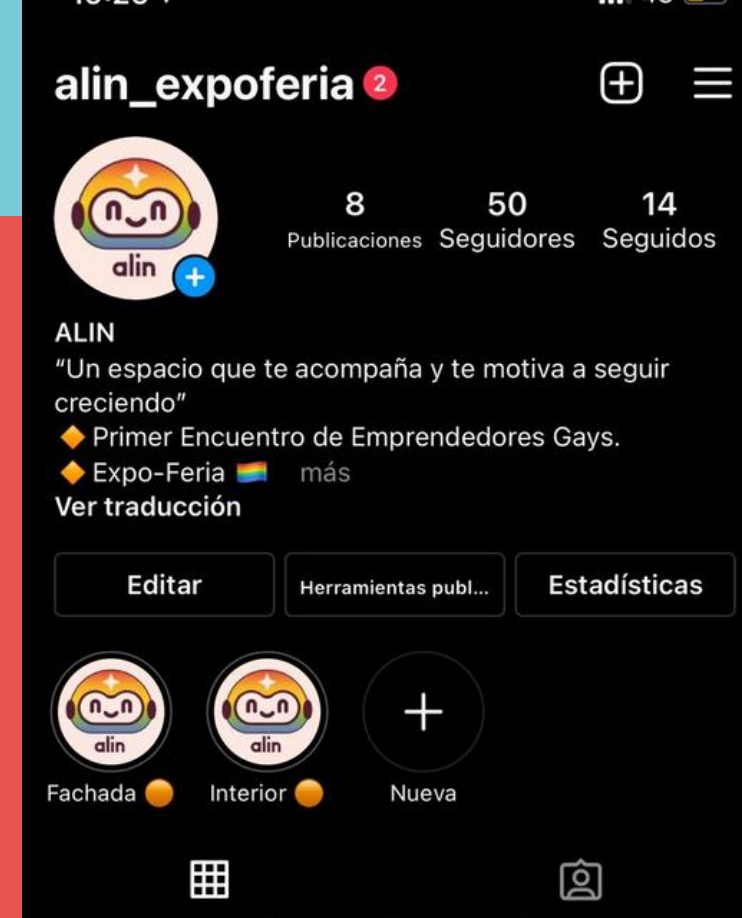 alin_expoferia 2
alin
8 50 14
Publicaciones Seguidores Seguidos
ALIN
“Un espacio que te acompaña y te motiva a seguir
creciendo”
🔶 Primer Encuentro de Emprendedores Gays.
🔶 Expo-Feria 🏳️‍🌈 más
Ver traducción
Editar Herramientas publ... Estadísticas
alin alin
Fachada 🟠 Interior 🟠 Nueva